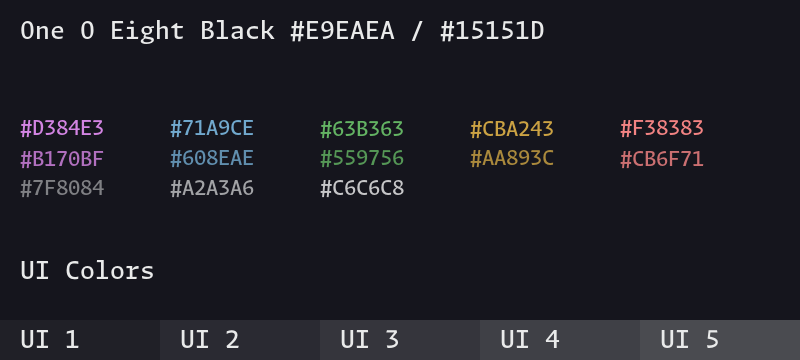 One O Eight Black #E9EAEA / #15151D
#D384E3 #71A9CE #63B363 #CBA243 #F38383
#B170BF #608EAE #559756 #AA893C #CB6F71
#7F8084 #A2A3A6 #C6C6C8
UI Colors
UI 1 UI 2 UI 3 UI 4 UI 5